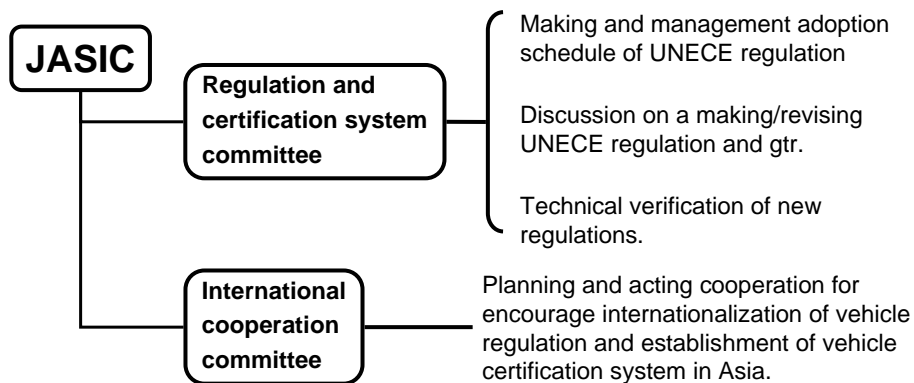 JASIC
Regulation and
certification system
committee
Making and management adoption
schedule of UNECE regulation
Discussion on a making/revising
UNECE regulation and gtr.
Technical verification of new
regulations.
International
cooperation
committee
Planning and acting cooperation for
encourage internationalization of vehicle
regulation and establishment of vehicle
certification system in Asia.